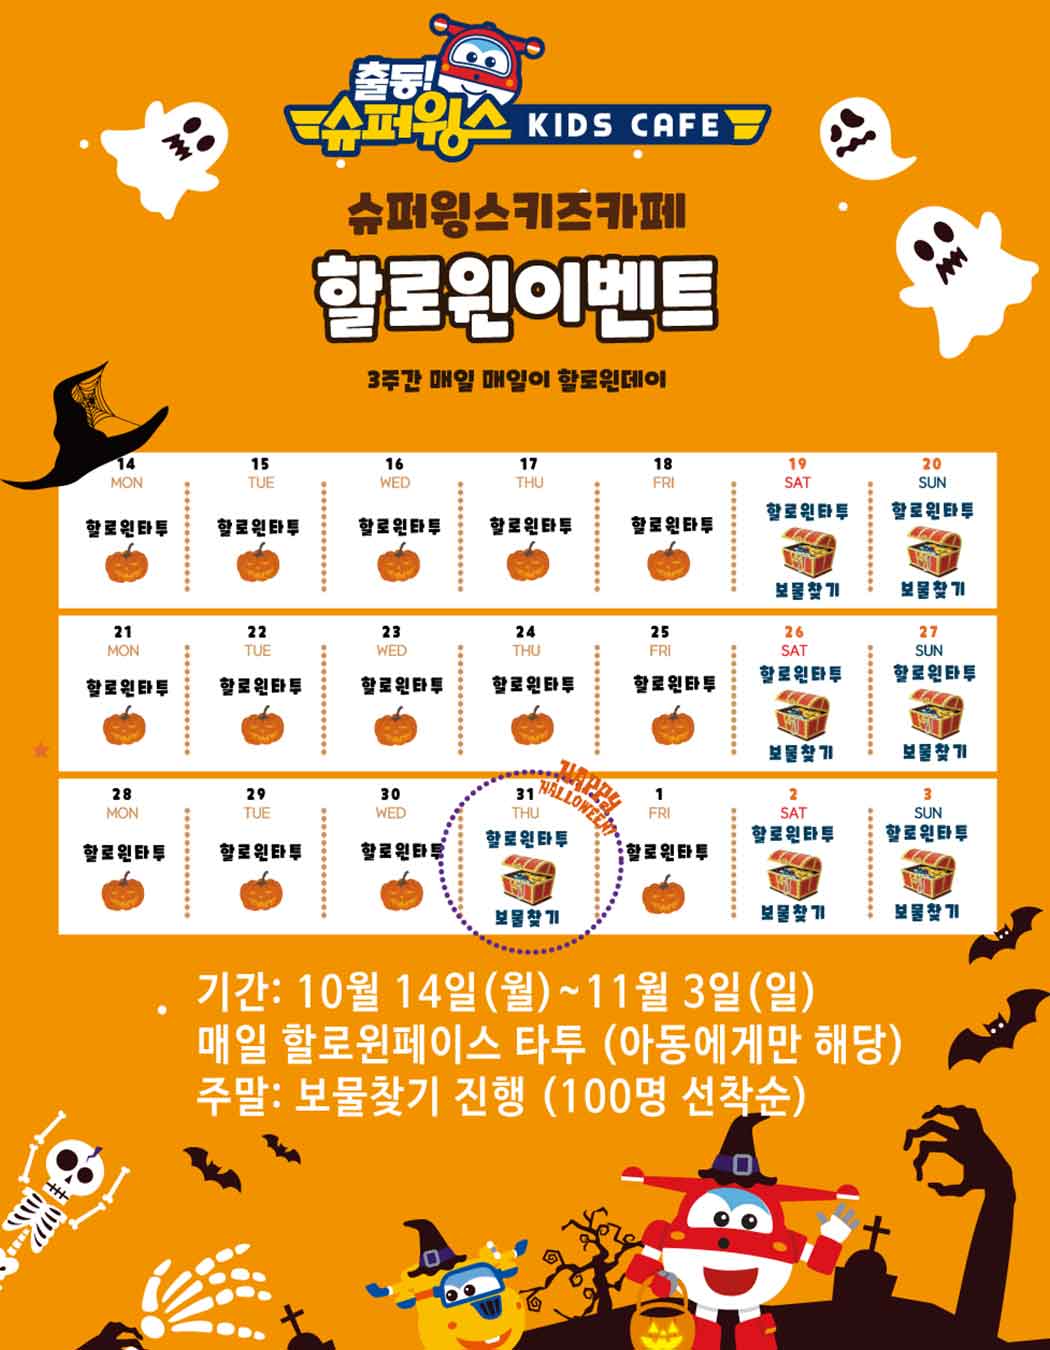 출동!
슈퍼윙스 KIDS CAFE
슈퍼윙스키즈카페
할로윈이벤트
3주간 매일 매일이 할로윈데이
14 15 16 17 18 19 20
MON TUE WED THU FRI SAT SUN
할로윈타투 할로윈타투 할로윈타투 할로윈타투 할로윈타투 할로윈타투 할로윈타투
보물찾기 보물찾기
21 22 23 24 25 26 27
MON TUE WED THU FRI SAT SUN
할로윈타투 할로윈타투 할로윈타투 할로윈타투 할로윈타투 할로윈타투 할로윈타투
보물찾기 보물찾기
HAPPY
HALLOWEEN!
28 29 30 31 1 2 3
MON TUE WED THU FRI SAT SUN
할로윈타투 할로윈타투 할로윈타투 할로윈타투 할로윈타투 할로윈타투 할로윈타투
보물찾기 보물찾기 보물찾기
기간: 10월 14일(월)~11월 3일(일)
매일 할로윈페이스 타투 (아동에게만 해당)
주말: 보물찾기 진행 (100명 선착순)